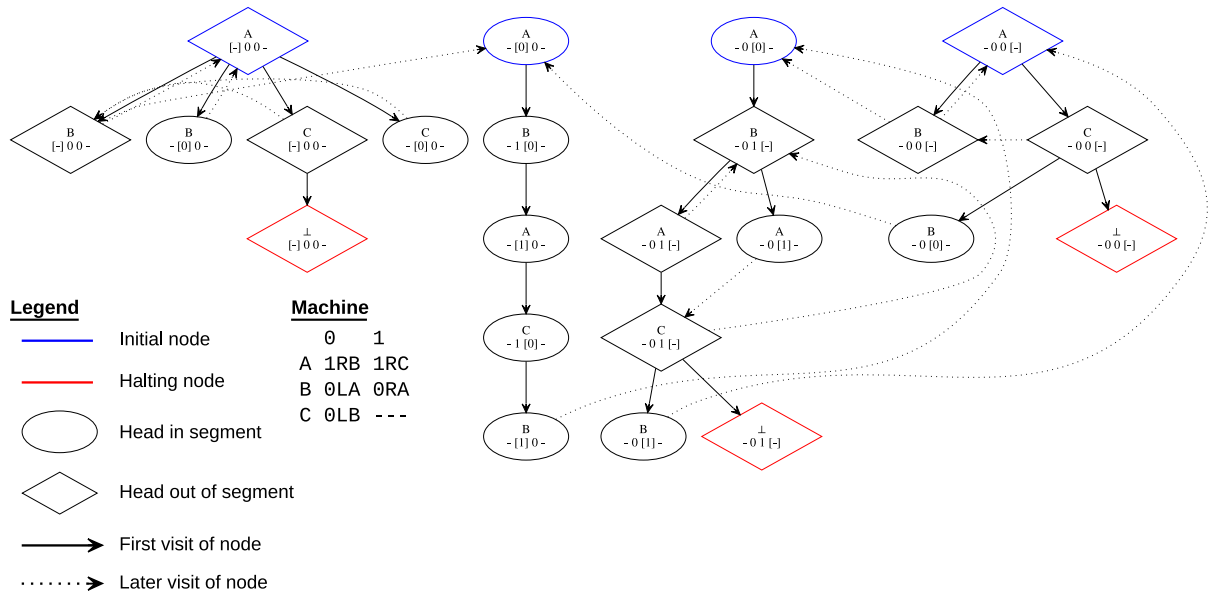 A
[-] 0 0 -
A
- [0] 0 -
A
- 0 [0] -
A
- 0 0 [-]
B
[-] 0 0 -
B
- [0] 0 -
C
[-] 0 0 -
C
- [0] 0 -
B
- 1 [0] -
B
- 0 1 [-]
B
- 0 0 [-]
C
- 0 0 [-]
⊥
[-] 0 0 -
A
- [1] 0 -
A
- 0 1 [-]
A
- 0 [1] -
B
- 0 [0] -
⊥
- 0 0 [-]
C
- 1 [0] -
C
- 0 1 [-]
B
- [1] 0 -
B
- 0 [1] -
⊥
- 0 1 [-]
Legend
Initial node
Halting node
Head in segment
Head out of segment
First visit of node
Later visit of node
Machine
0 1
A 1RB 1RC
B 0LA 0RA
C 0LB ---